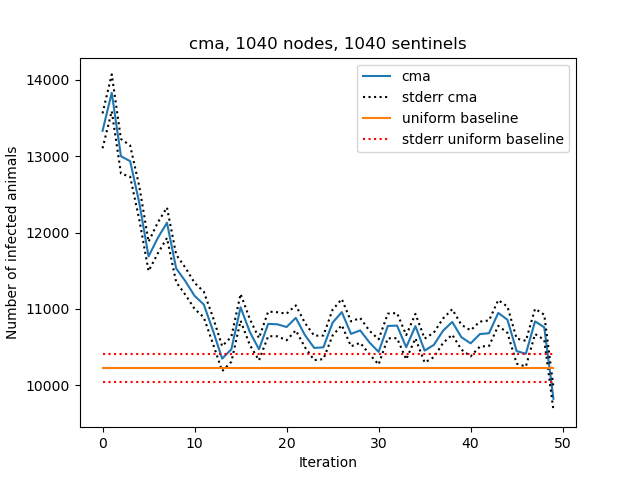 cma, 1040 nodes, 1040 sentinels
cma
stderr cma
uniform baseline
stderr uniform baseline
Number of infected animals
14000
13000
12000
11000
10000
0
10
20
30
40
50
Iteration